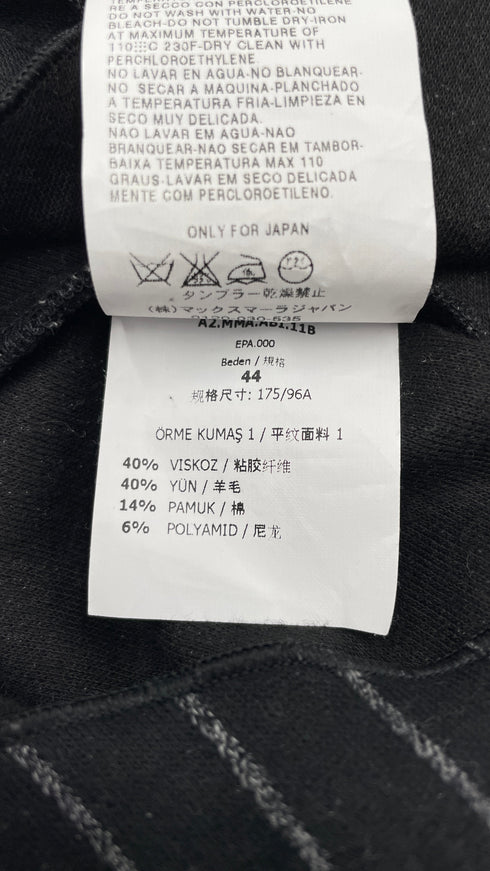 RE A SECCO CON PERCLOROETILENE
DO NOT WASH WITH WATER-NO
BLEACH-DO NOT TUMBLE DRY-IRON
AT MAXIMUM TEMPERATURE OF
110 C 230F-DRY CLEAN WITH
PERCHLOROETHYLENE.
NO LAVAR EN AGUA-NO BLANQUEAR-
NO SECAR A MAQUINA-PLANCHADO
A TEMPERATURA FRIA-LIMPIEZA EN
SECO MUY DELICADA.
NAO LAVAR EM AGUA-NAO
BRANQUEAR-NAO SECAR EM TAMBOR-
BAIXA TEMPERATURA MAX 110
GRAUS-LAVAR EM SECO DELICADA
MENTE COM PERCLOROETILENO.
ONLY FOR JAPAN
タンブラー乾燥禁止
(株)マックスマーラジャパン
A2.MMA.AB1.11B
EPA.000
Beden / 规格
44
规格尺寸: 175/96A
ÖRME KUMAŞ 1 / 平纹面料 1
40% VISKOZ / 粘胶纤维
40% YÜN / 羊毛
14% PAMUK / 棉
6% POLYAMID / 尼龙